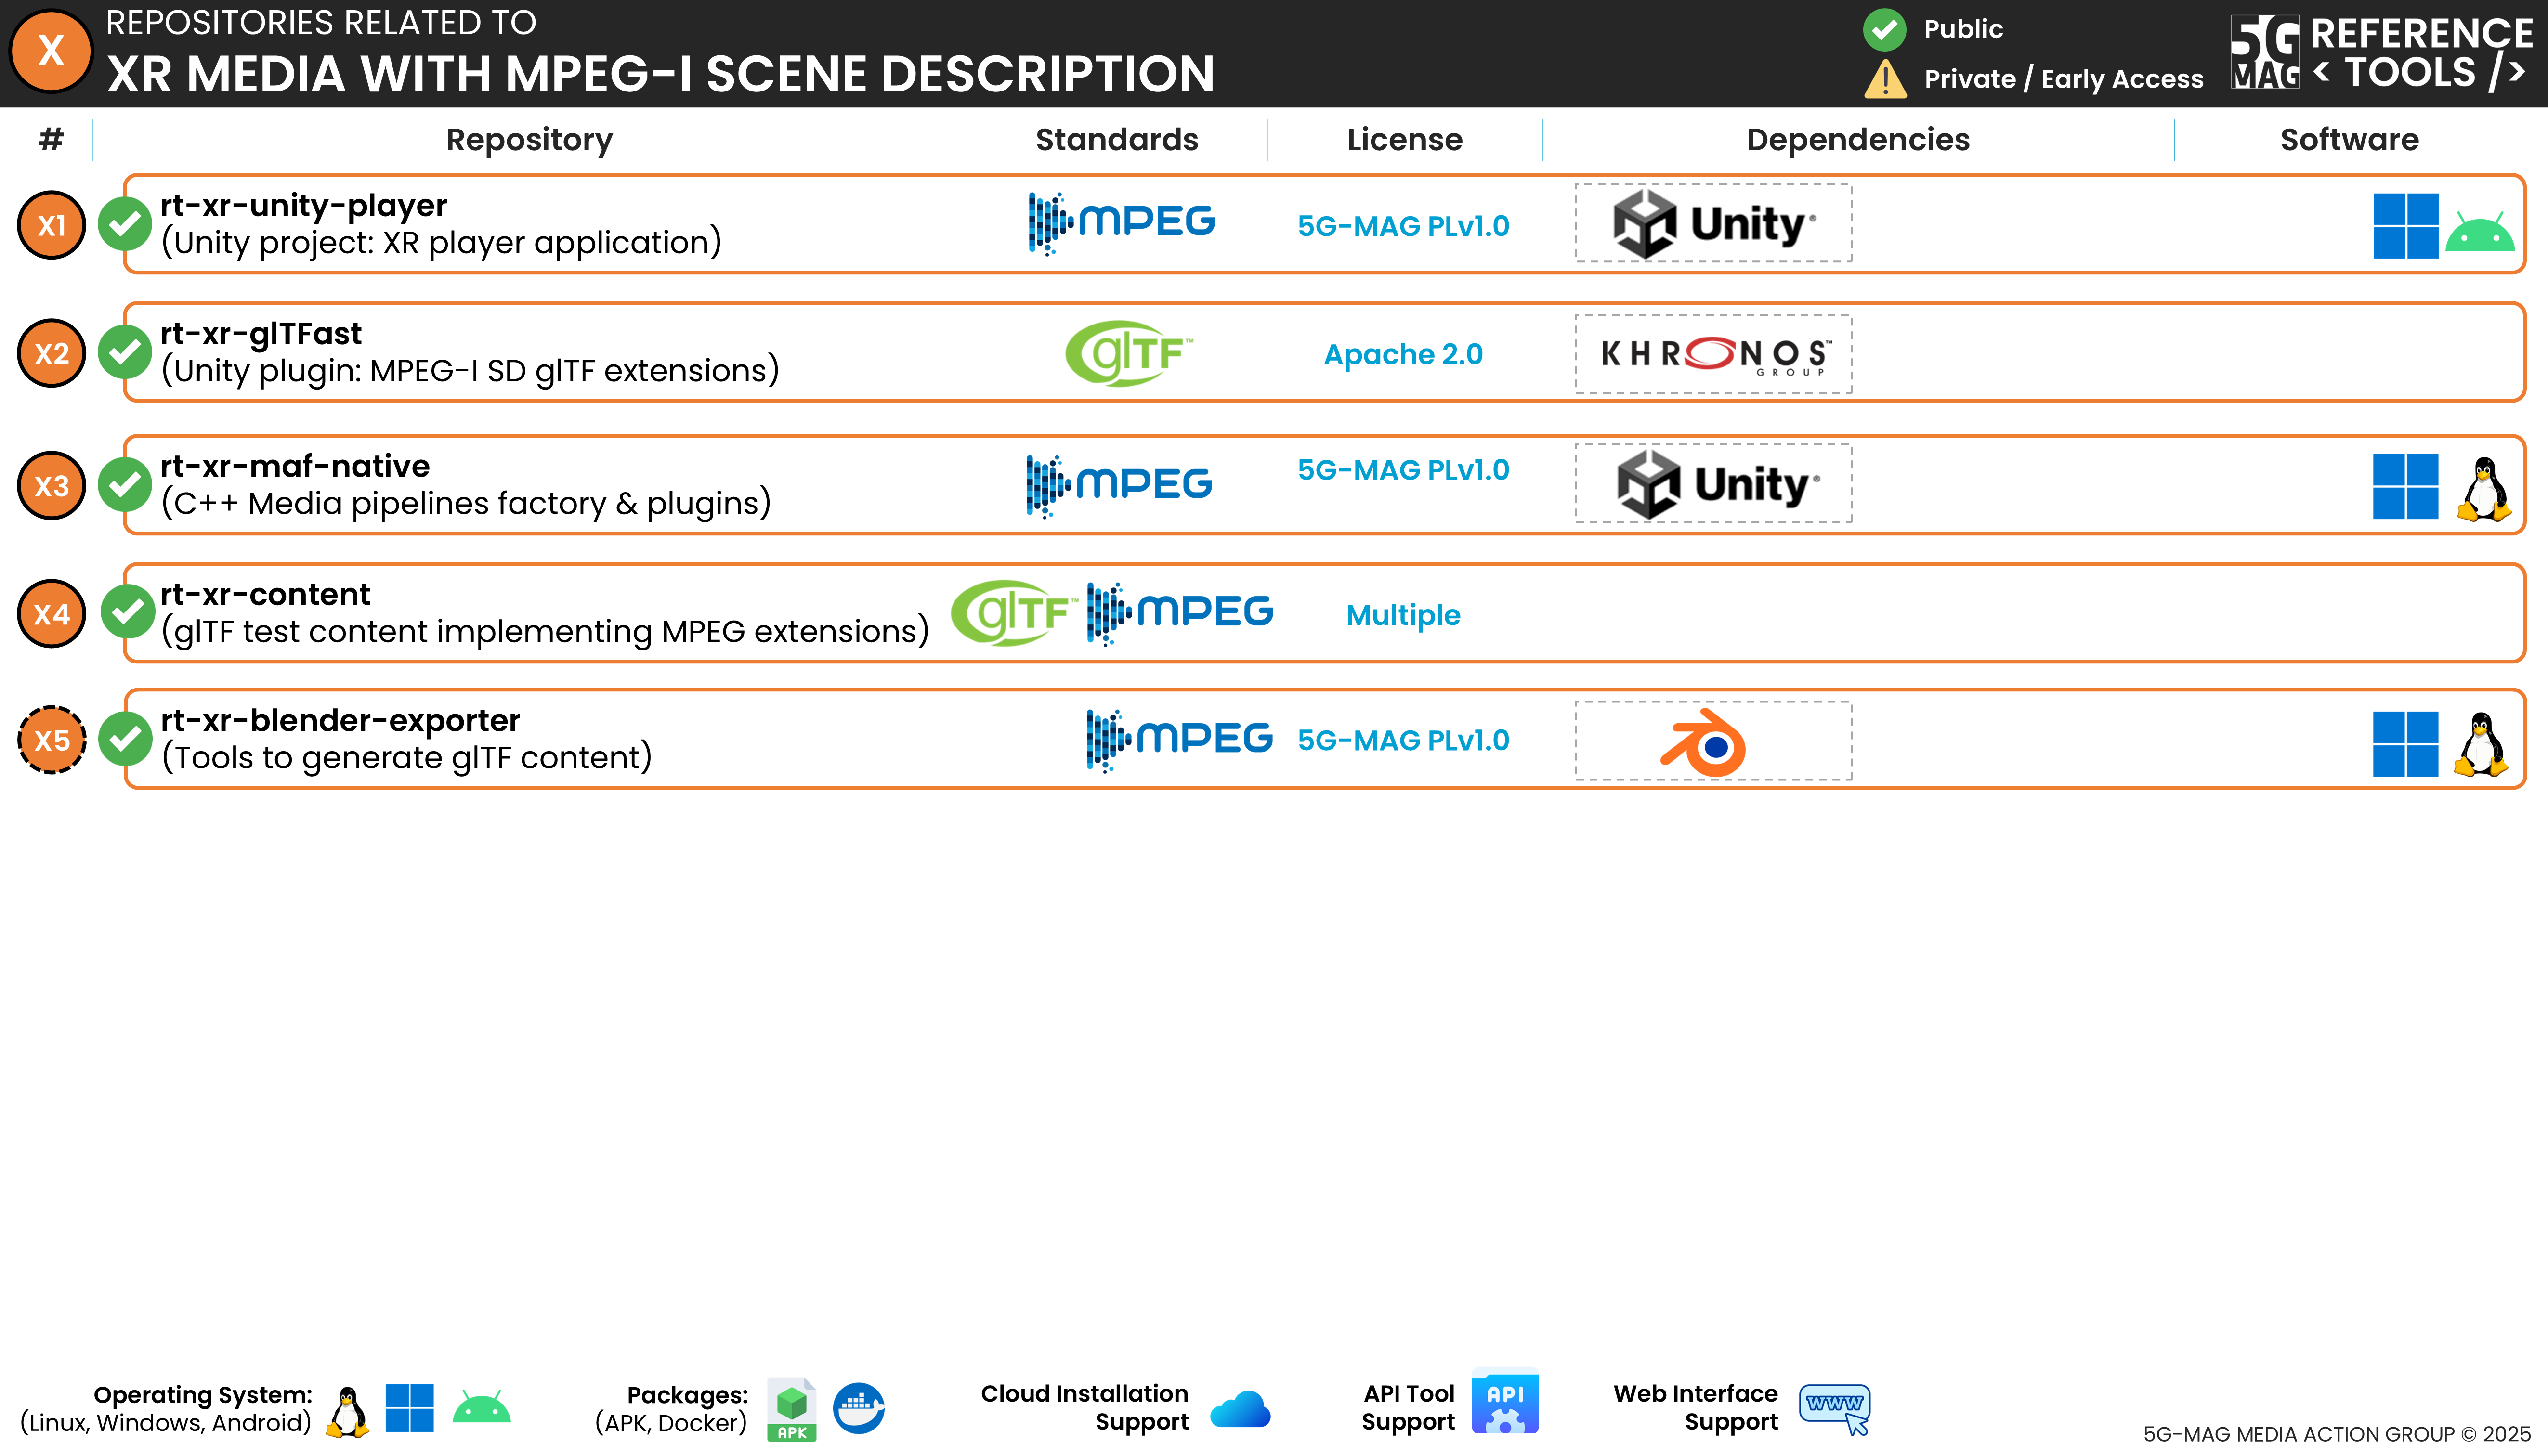 X
REPOSITORIES RELATED TO
XR MEDIA WITH MPEG-I SCENE DESCRIPTION
Public
Private / Early Access
5G MAG
REFERENCE
< TOOLS />
# Repository Standards License Dependencies Software
X1
rt-xr-unity-player
(Unity project: XR player application)
MPEG
5G-MAG PLv1.0
Unity®
X2
rt-xr-glTFast
(Unity plugin: MPEG-I SD glTF extensions)
glTF™
Apache 2.0
KHRONOS™
GROUP
X3
rt-xr-maf-native
(C++ Media pipelines factory & plugins)
MPEG
5G-MAG PLv1.0
Unity®
X4
rt-xr-content
(glTF test content implementing MPEG extensions)
glTF™
MPEG
Multiple
X5
rt-xr-blender-exporter
(Tools to generate glTF content)
MPEG
5G-MAG PLv1.0
Operating System:
(Linux, Windows, Android)
Packages:
(APK, Docker)
APK
Cloud Installation
Support
API Tool
Support
API
Web Interface
Support
WWW
5G-MAG MEDIA ACTION GROUP © 2025